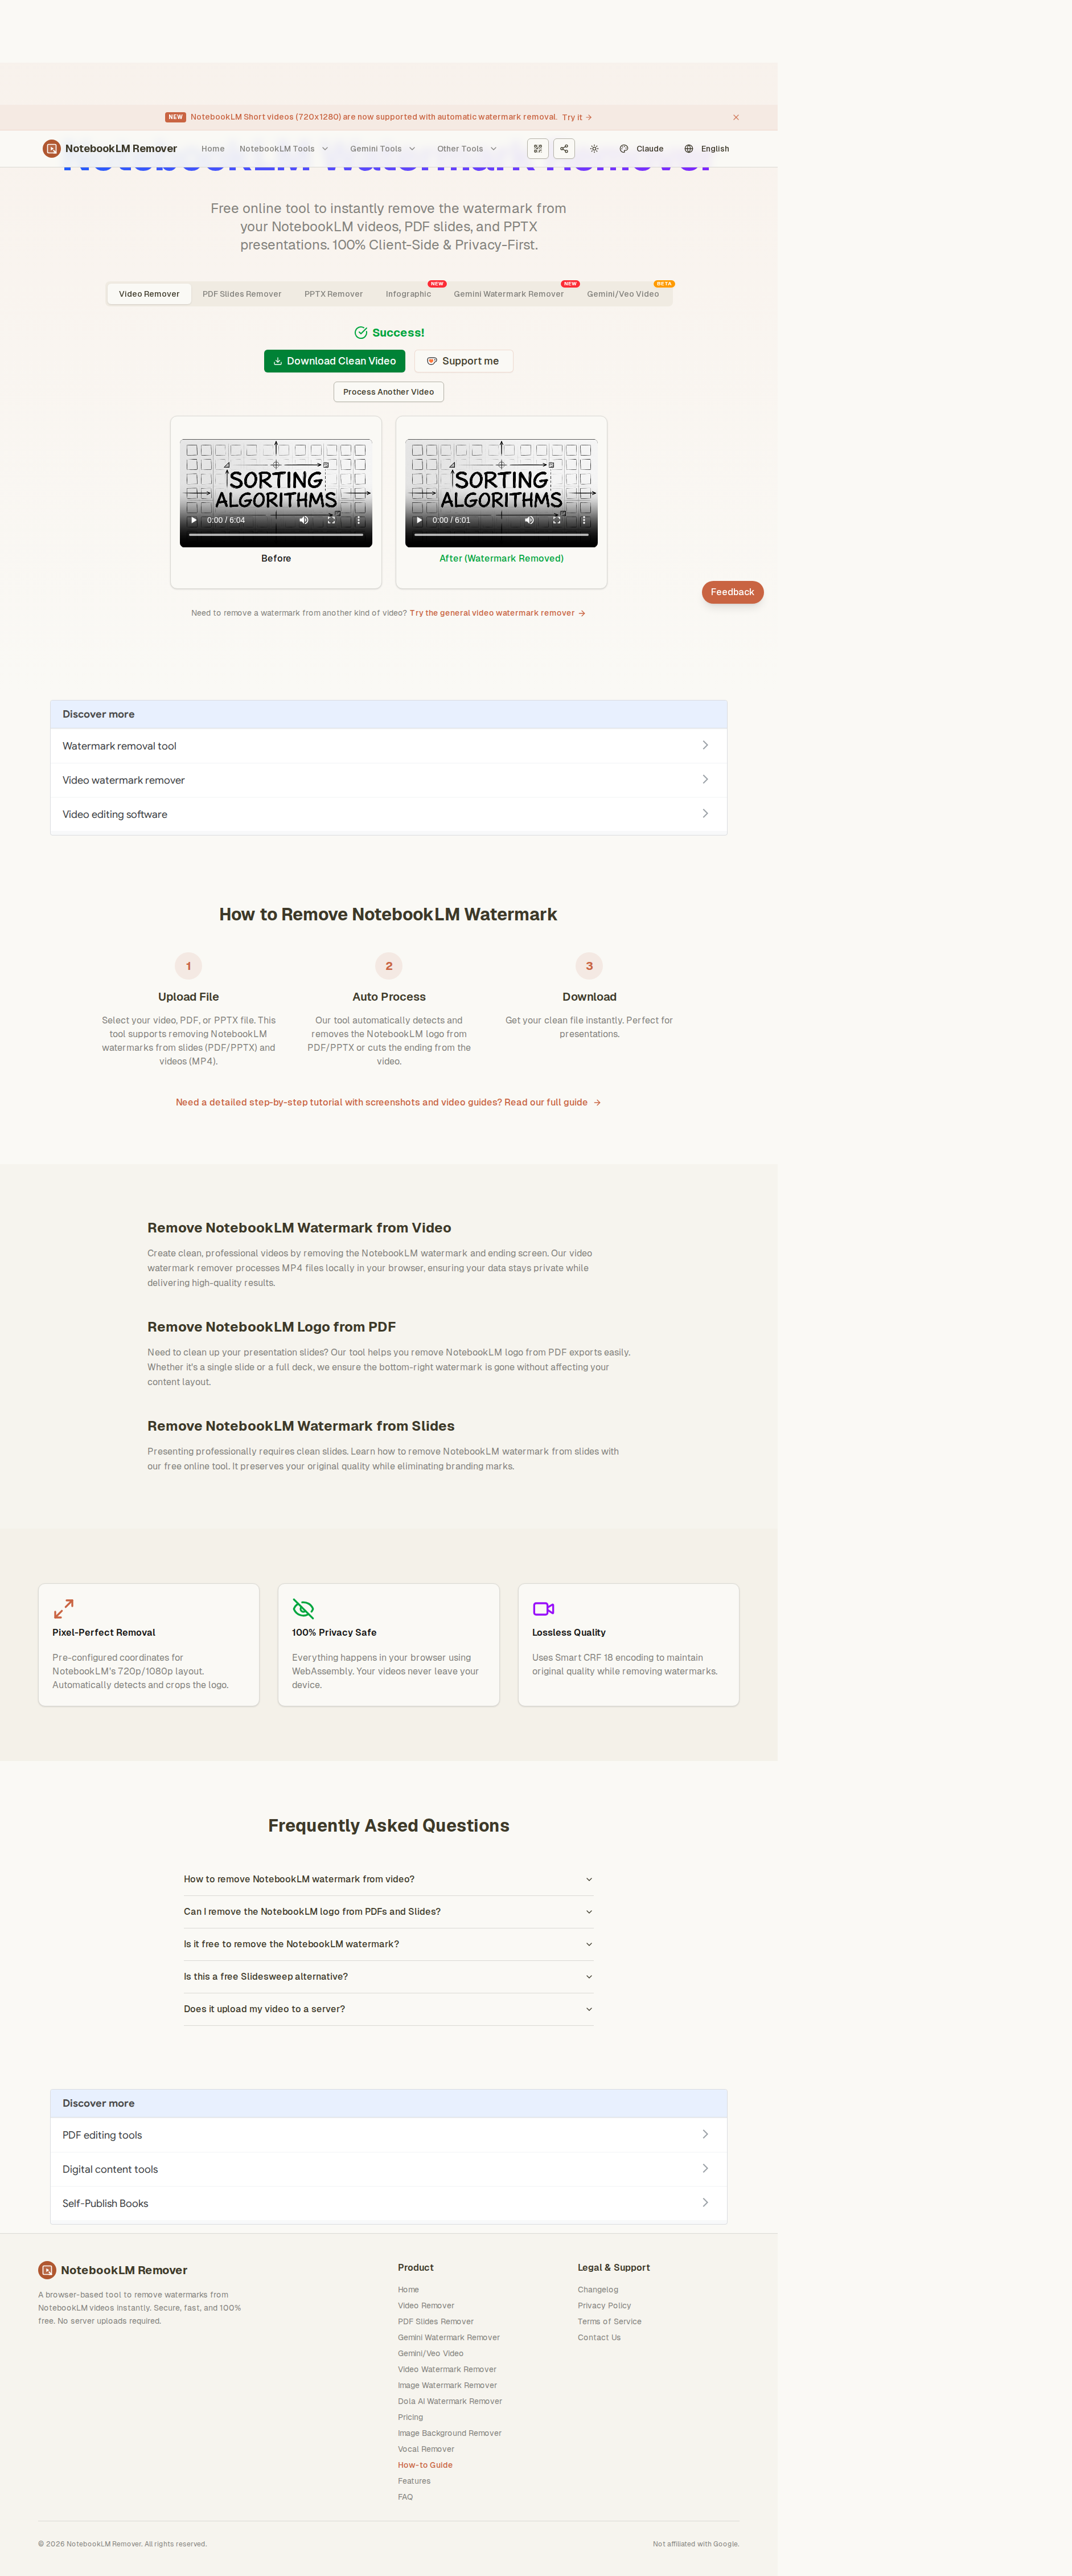 NEW NotebookLM Short videos (720x1280) are now supported with automatic watermark removal. Try it →
NotebookLM Remover Home NotebookLM Tools Gemini Tools Other Tools Claude English
NotebookLM Watermark Remover
Free online tool to instantly remove the watermark from
your NotebookLM videos, PDF slides, and PPTX
presentations. 100% Client-Side & Privacy-First.
NEW NEW BETA
Video Remover PDF Slides Remover PPTX Remover Infographic Gemini Watermark Remover Gemini/Veo Video
Success!
Download Clean Video Support me
Process Another Video
SORTING
ALGORITHMS
0:00 / 6:04
Before
SORTING
ALGORITHMS
0:00 / 6:01
After (Watermark Removed)
Feedback
Need to remove a watermark from another kind of video? Try the general video watermark remover →
Discover more
Watermark removal tool
Video watermark remover
Video editing software
How to Remove NotebookLM Watermark
1
Upload File
Select your video, PDF, or PPTX file. This
tool supports removing NotebookLM
watermarks from slides (PDF/PPTX) and
videos (MP4).
2
Auto Process
Our tool automatically detects and
removes the NotebookLM logo from
PDF/PPTX or cuts the ending from the
video.
3
Download
Get your clean file instantly. Perfect for
presentations.
Need a detailed step-by-step tutorial with screenshots and video guides? Read our full guide →
Remove NotebookLM Watermark from Video
Create clean, professional videos by removing the NotebookLM watermark and ending screen. Our video
watermark remover processes MP4 files locally in your browser, ensuring your data stays private while
delivering high-quality results.
Remove NotebookLM Logo from PDF
Need to clean up your presentation slides? Our tool helps you remove NotebookLM logo from PDF exports easily.
Whether it's a single slide or a full deck, we ensure the bottom-right watermark is gone without affecting your
content layout.
Remove NotebookLM Watermark from Slides
Presenting professionally requires clean slides. Learn how to remove NotebookLM watermark from slides with
our free online tool. It preserves your original quality while eliminating branding marks.
Pixel-Perfect Removal
Pre-configured coordinates for
NotebookLM's 720p/1080p layout.
Automatically detects and crops the logo.
100% Privacy Safe
Everything happens in your browser using
WebAssembly. Your videos never leave your
device.
Lossless Quality
Uses Smart CRF 18 encoding to maintain
original quality while removing watermarks.
Frequently Asked Questions
How to remove NotebookLM watermark from video?
Can I remove the NotebookLM logo from PDFs and Slides?
Is it free to remove the NotebookLM watermark?
Is this a free Slidesweep alternative?
Does it upload my video to a server?
Discover more
PDF editing tools
Digital content tools
Self-Publish Books
NotebookLM Remover
A browser-based tool to remove watermarks from
NotebookLM videos instantly. Secure, fast, and 100%
free. No server uploads required.
Product
Home
Video Remover
PDF Slides Remover
Gemini Watermark Remover
Gemini/Veo Video
Video Watermark Remover
Image Watermark Remover
Dola AI Watermark Remover
Pricing
Image Background Remover
Vocal Remover
How-to Guide
Features
FAQ
Legal & Support
Changelog
Privacy Policy
Terms of Service
Contact Us
© 2026 NotebookLM Remover. All rights reserved.
Not affiliated with Google.